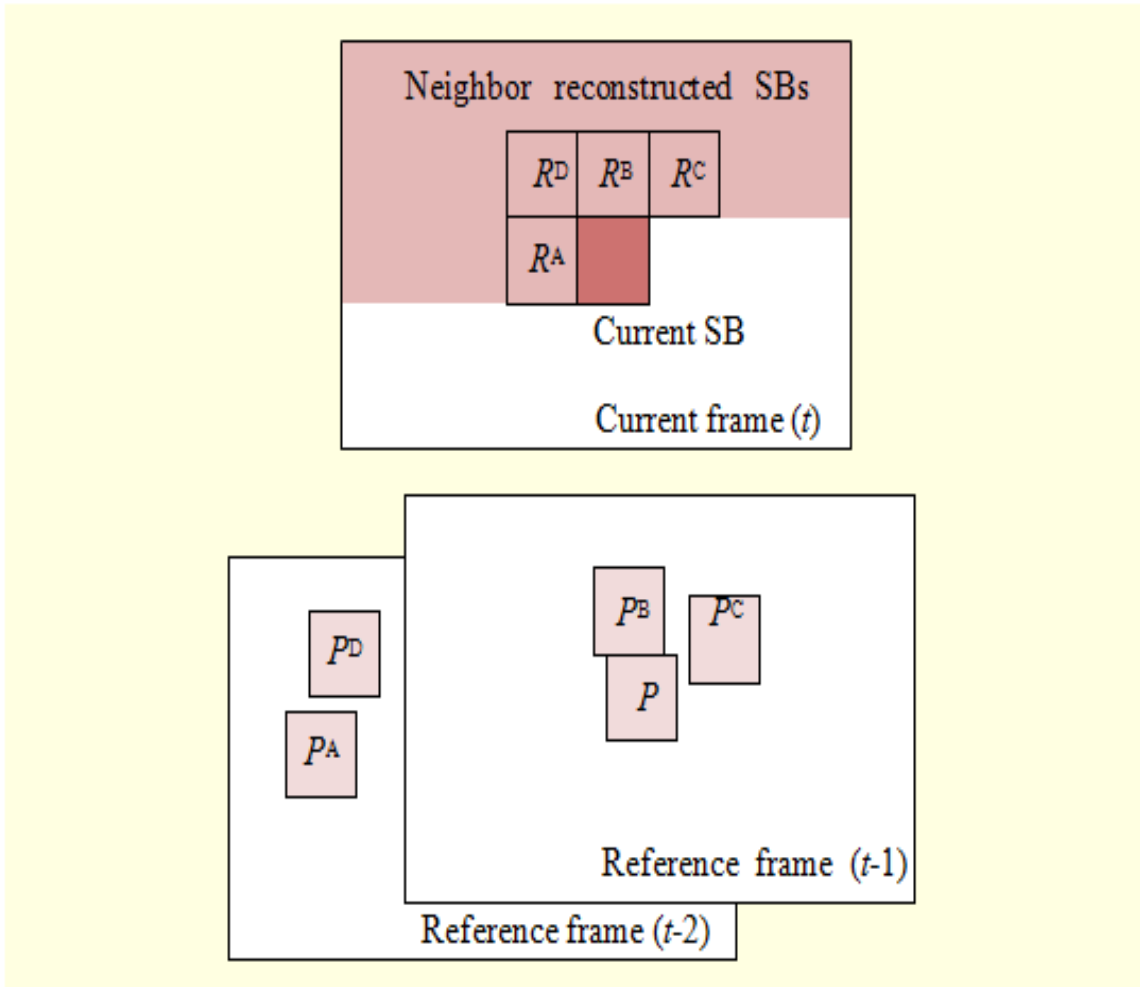 Neighbor reconstructed SBs
RD RB RC
RA
Current SB
Current frame (t)
PB PC
PD
P
PA
Reference frame (t-1)
Reference frame (t-2)